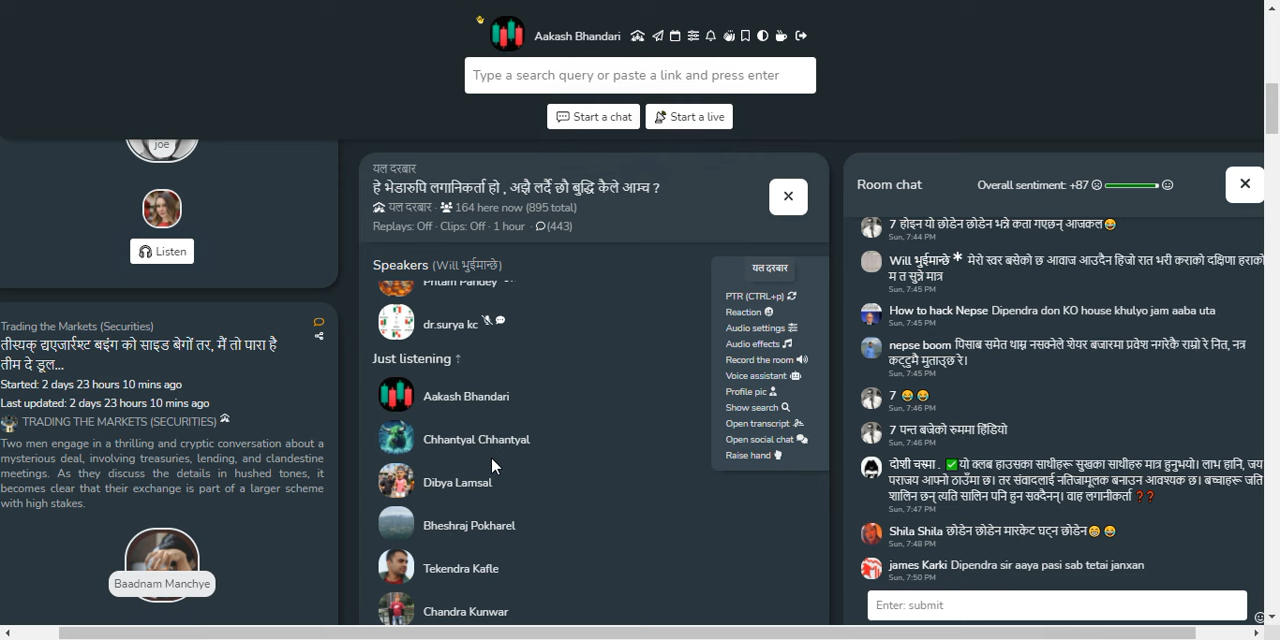 Aakash Bhandari
Type a search query or paste a link and press enter
Start a chat
Start a live
joe
Listen
Trading the Markets (Securities)
तीस्यक् द्यएजार्रस्ट बइंग को साइड बेगों तर, मैं तो पारा है
तीम दे डूल...
Started: 2 days 23 hours 10 mins ago
Last updated: 2 days 23 hours 10 mins ago
TRADING THE MARKETS (SECURITIES)
Two men engage in a thrilling and cryptic conversation about a
mysterious deal, involving treasuries, lending, and clandestine
meetings. As they discuss the details in hushed tones, it
becomes clear that their exchange is part of a larger scheme
with high stakes.
Baadnam Manchye
यल दरबार
हे भेडारुपि लगानिकर्ता हो , अझै लर्दै छौ बुद्धि कैले आम्च ?
यल दरबार · 164 here now (895 total)
Replays: Off · Clips: Off · 1 hour · (443)
Speakers (Will भुईमान्छे)
Pritam Pandey
dr.surya kc
Just listening ↑
Aakash Bhandari
Chhantyal Chhantyal
Dibya Lamsal
Bheshraj Pokharel
Tekendra Kafle
Chandra Kunwar
यल दरबार
PTR (CTRL+p)
Reaction
Audio settings
Audio effects
Record the room
Voice assistant
Profile pic
Show search
Open transcript
Open social chat
Raise hand
Room chat
Overall sentiment: +87
7 होइन यो छोडेन छोडेन भन्ने कता गएछन् आजकल😂
Sun, 7:44 PM
Will भुईमान्छे * मेरो स्वर बसेको छ आवाज आउदैन हिजो रात भरी कराको दक्षिणा हराको
म त सुन्ने मात्र
Sun, 7:45 PM
How to hack Nepse Dipendra don KO house khulyo jam aaba uta
Sun, 7:45 PM
nepse boom पिसाब समेत थाम्न नसक्नेले शेयर बजारमा प्रवेश नगरेकै राम्रो रे नित, नत्र
कट्टुमै मुताउछ रे।
Sun, 7:45 PM
7 😂 😂
Sun, 7:46 PM
7 पन्त बजेको रुममा हिंडियो
Sun, 7:46 PM
दोशी चस्मा . ✅यो क्लब हाउसका साथीहरू सुखका साथीहरु मात्र हुनुभयो। लाभ हानि, जय
पराजय आफ्नो ठाउँमा छ। तर संवादलाई नतिजामूलक बनाउन आवश्यक छ। बच्चाहरू जति
शालिन छन् त्यति सालिन पनि हुन सक्दैनन्। वाह लगानीकर्ता ❓❓
Sun, 7:47 PM
Shila Shila छोडेन छोडेन मारकेट घट्न छोडेन😁😂
Sun, 7:48 PM
james Karki Dipendra sir aaya pasi sab tetai janxan
Sun, 7:50 PM
Enter: submit